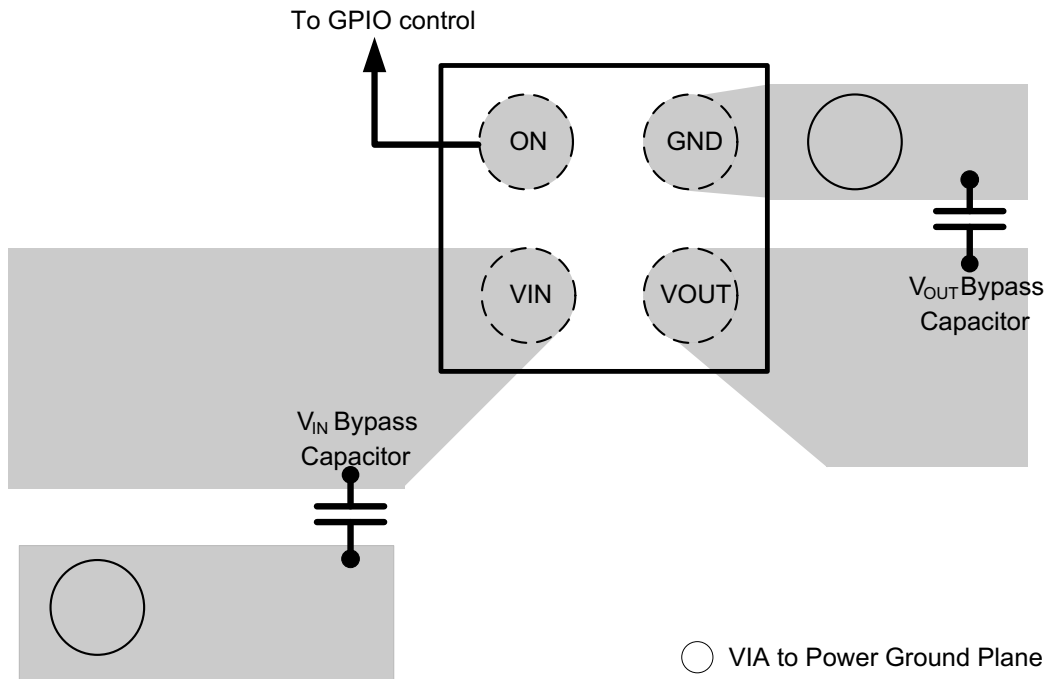 To GPIO control
ON
GND
VIN
VOUT
VOUT Bypass
Capacitor
VIN Bypass
Capacitor
VIA to Power Ground Plane